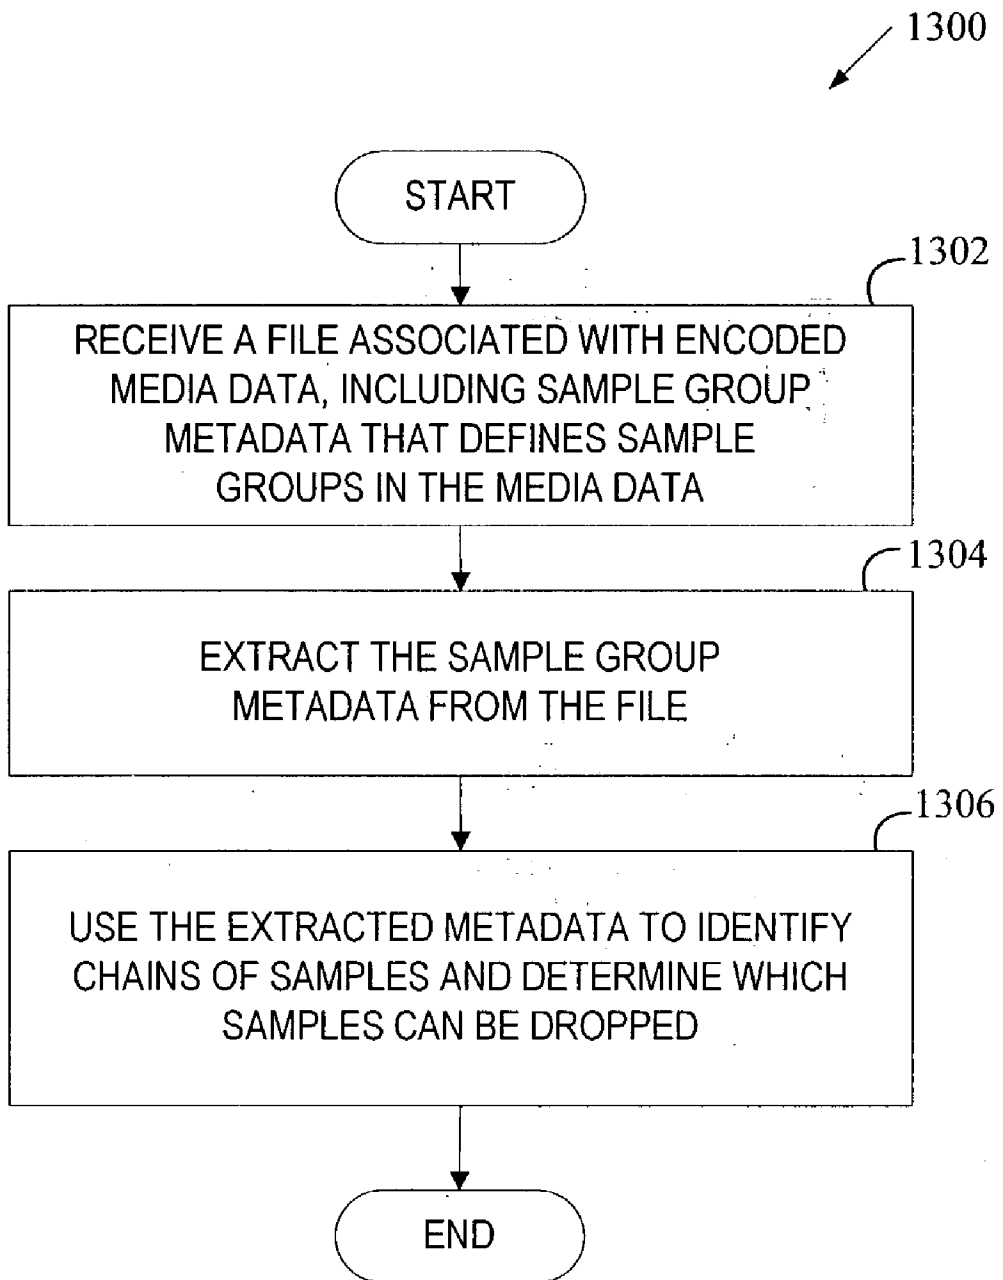 1300
START
1302
RECEIVE A FILE ASSOCIATED WITH ENCODED
MEDIA DATA, INCLUDING SAMPLE GROUP
METADATA THAT DEFINES SAMPLE
GROUPS IN THE MEDIA DATA
1304
EXTRACT THE SAMPLE GROUP
METADATA FROM THE FILE
1306
USE THE EXTRACTED METADATA TO IDENTIFY
CHAINS OF SAMPLES AND DETERMINE WHICH
SAMPLES CAN BE DROPPED
END